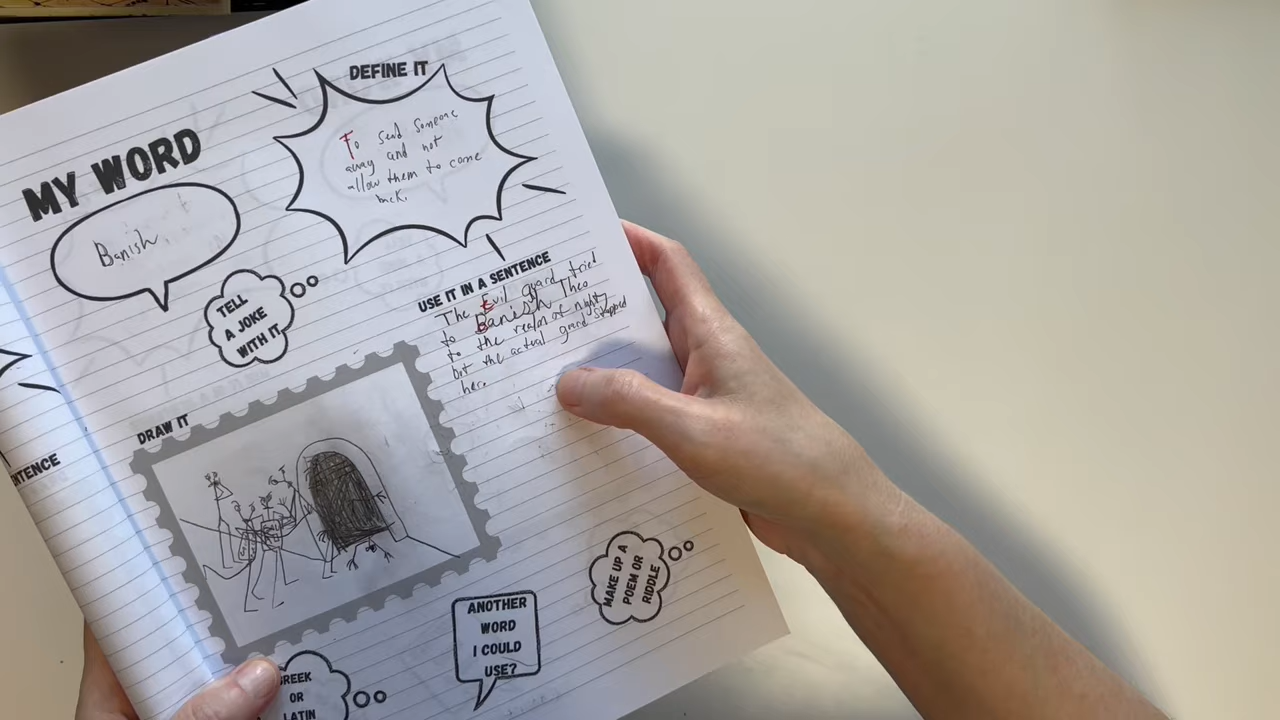 MY WORD
Banish
DEFINE IT
To send someone
away and not
allow them to come
back.
TELL
A JOKE
WITH IT
USE IT IN A SENTENCE
The Evil guard tried
to Banish Theo
to the realm of night
but the actual guard stopped
her.
DRAW IT
NTENCE
MAKE UP A
POEM OR
RIDDLE
ANOTHER
WORD
I COULD
USE?
GREEK
OR
LATIN